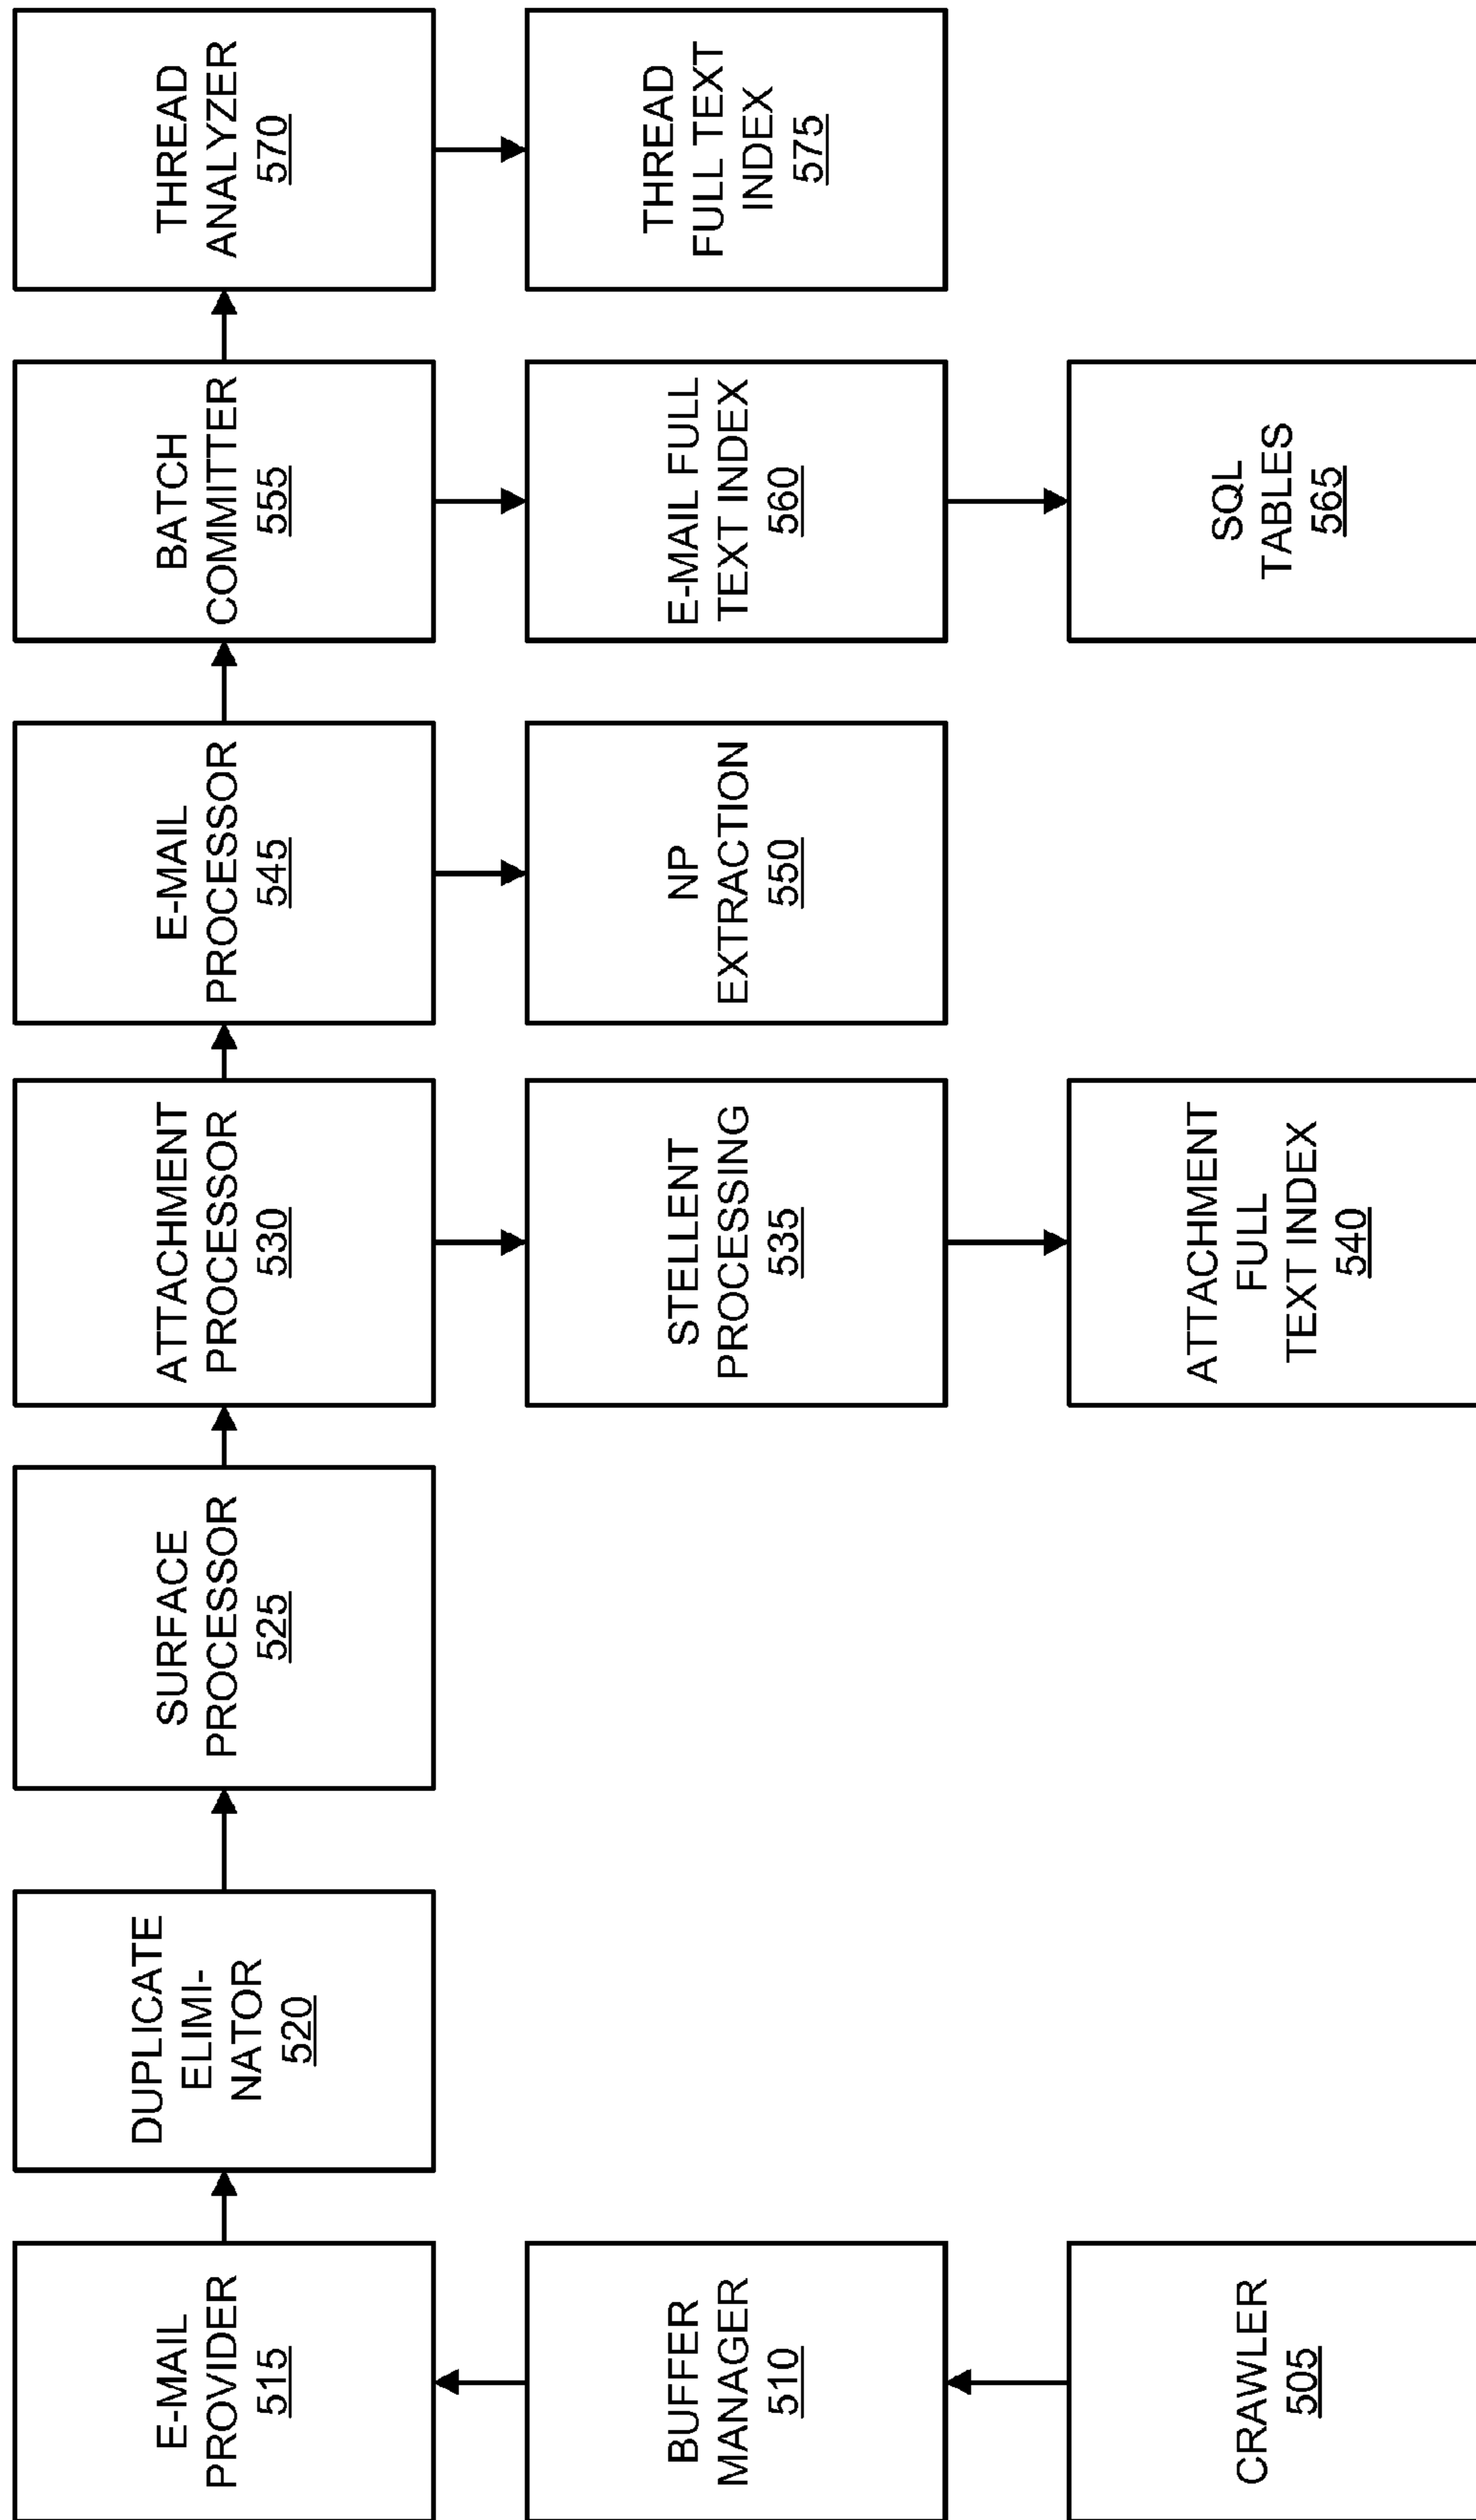 E-MAIL
PROVIDER
515
DUPLICATE
ELIMI-
NATOR
520
SURFACE
PROCESSOR
525
ATTACHMENT
PROCESSOR
530
E-MAIL
PROCESSOR
545
BATCH
COMMITTER
555
THREAD
ANALYZER
570
BUFFER
MANAGER
510
STELLENT
PROCESSING
535
NP
EXTRACTION
550
E-MAIL FULL
TEXT INDEX
560
THREAD
FULL TEXT
INDEX
575
CRAWLER
505
ATTACHMENT
FULL
TEXT INDEX
540
SQL
TABLES
565